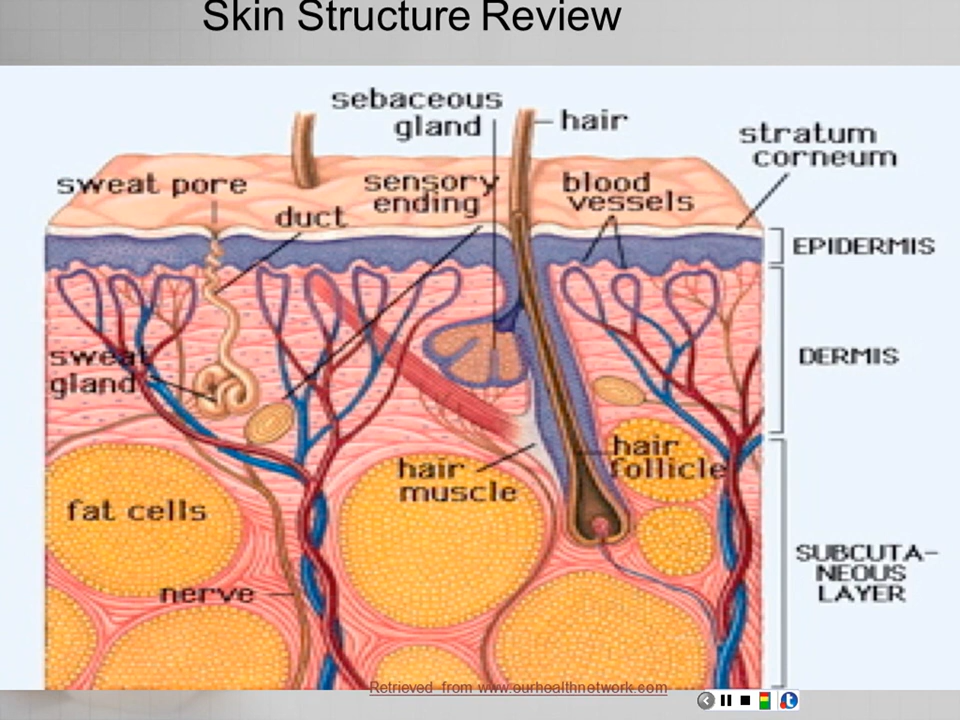 Skin Structure Review
sebaceous
gland
hair
stratum
corneum
sweat pore
sensory
ending
blood
vessels
duct
EPIDERMIS
sweat
gland
DERMIS
hair
muscle
hair
follicle
fat cells
SUBCUTA-
NEOUS
LAYER
nerve
Retrieved from www.ourhealthnetwork.com